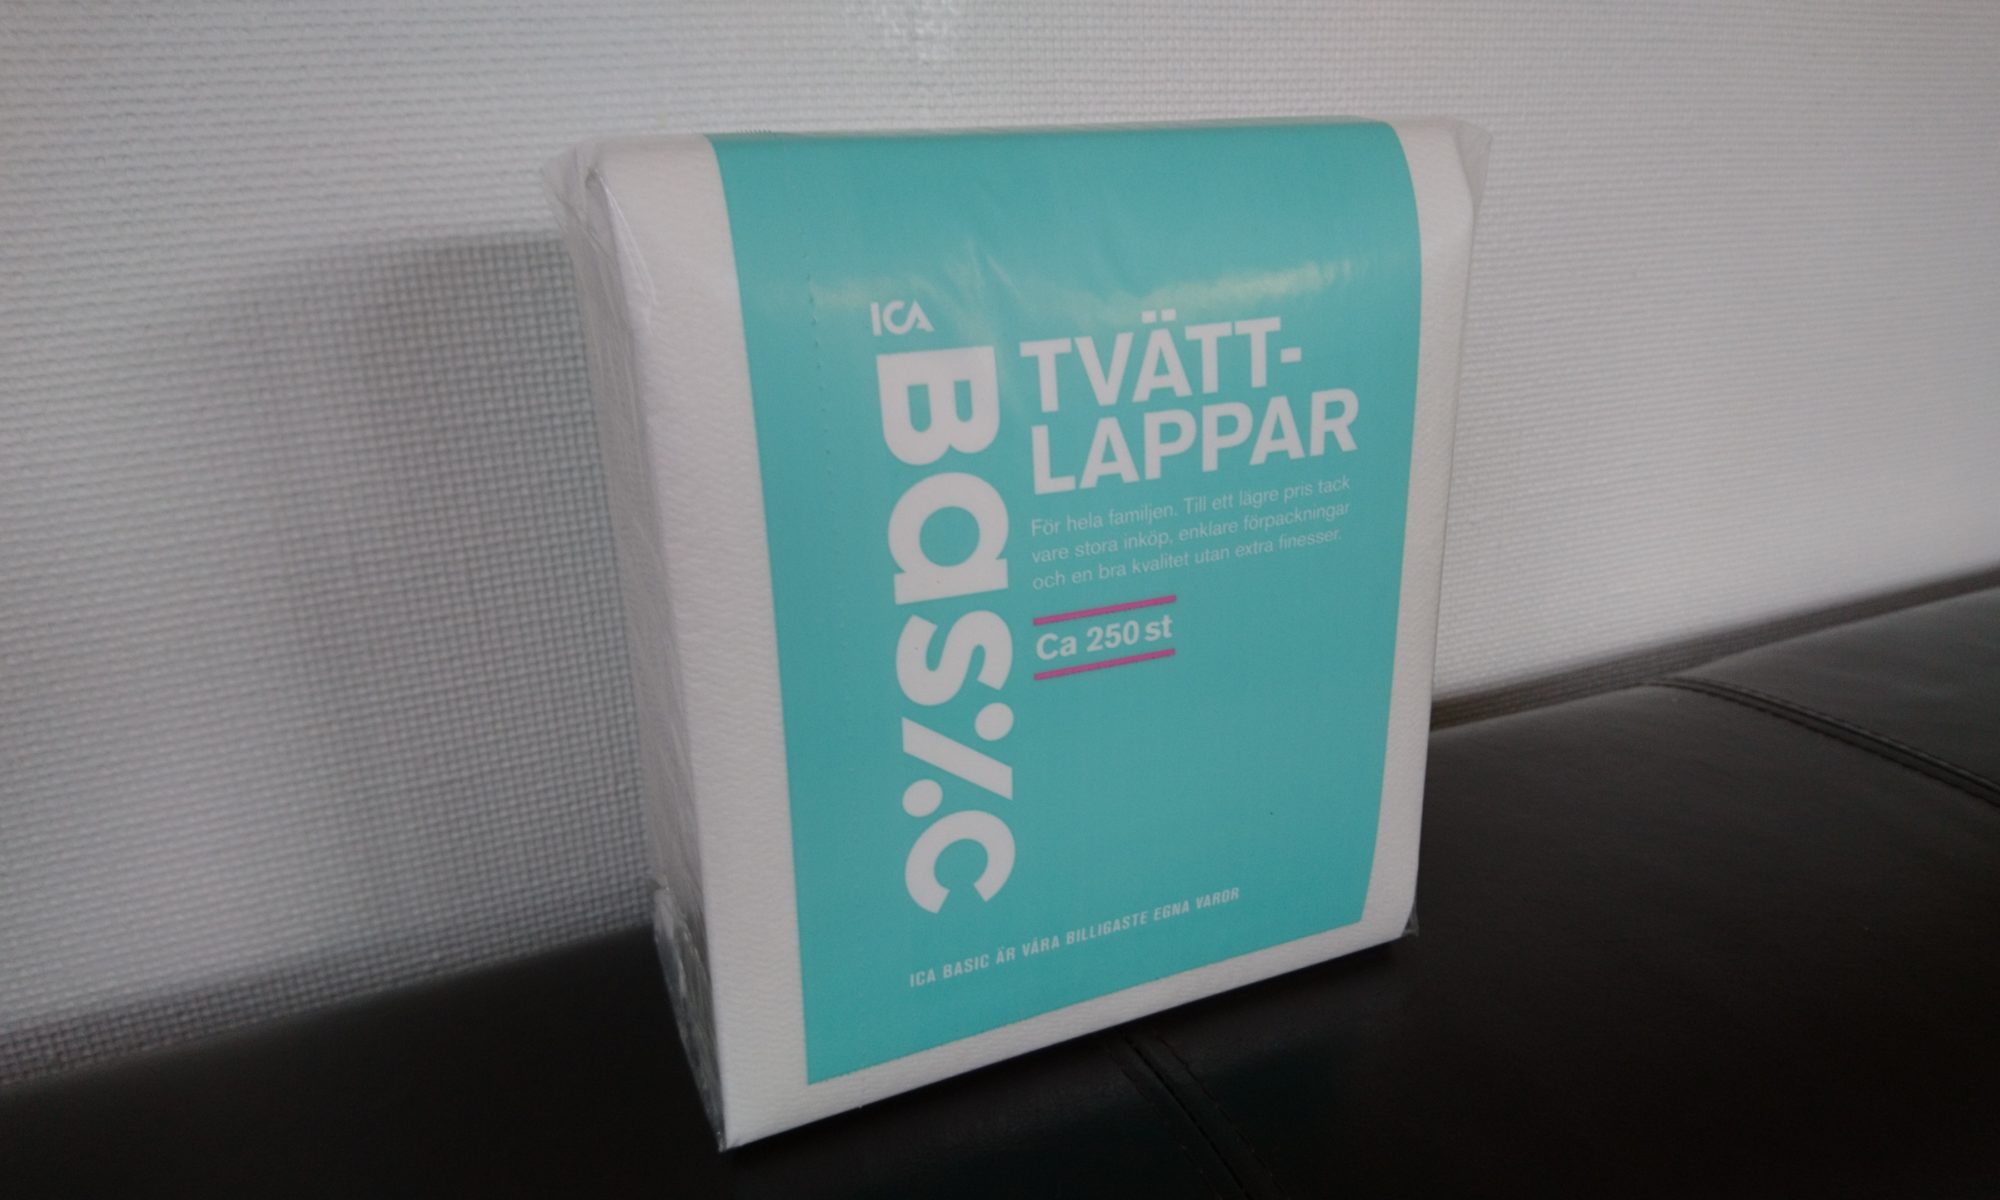 ICA
Bas%c
TVÄTT-
LAPPAR
För hela familjen. Till ett lägre pris tack
vare stora inköp, enklare förpackningar
och en bra kvalitet utan extra finesser.
Ca 250 st
ICA BASIC ÄR VÅRA BILLIGASTE EGNA VAROR